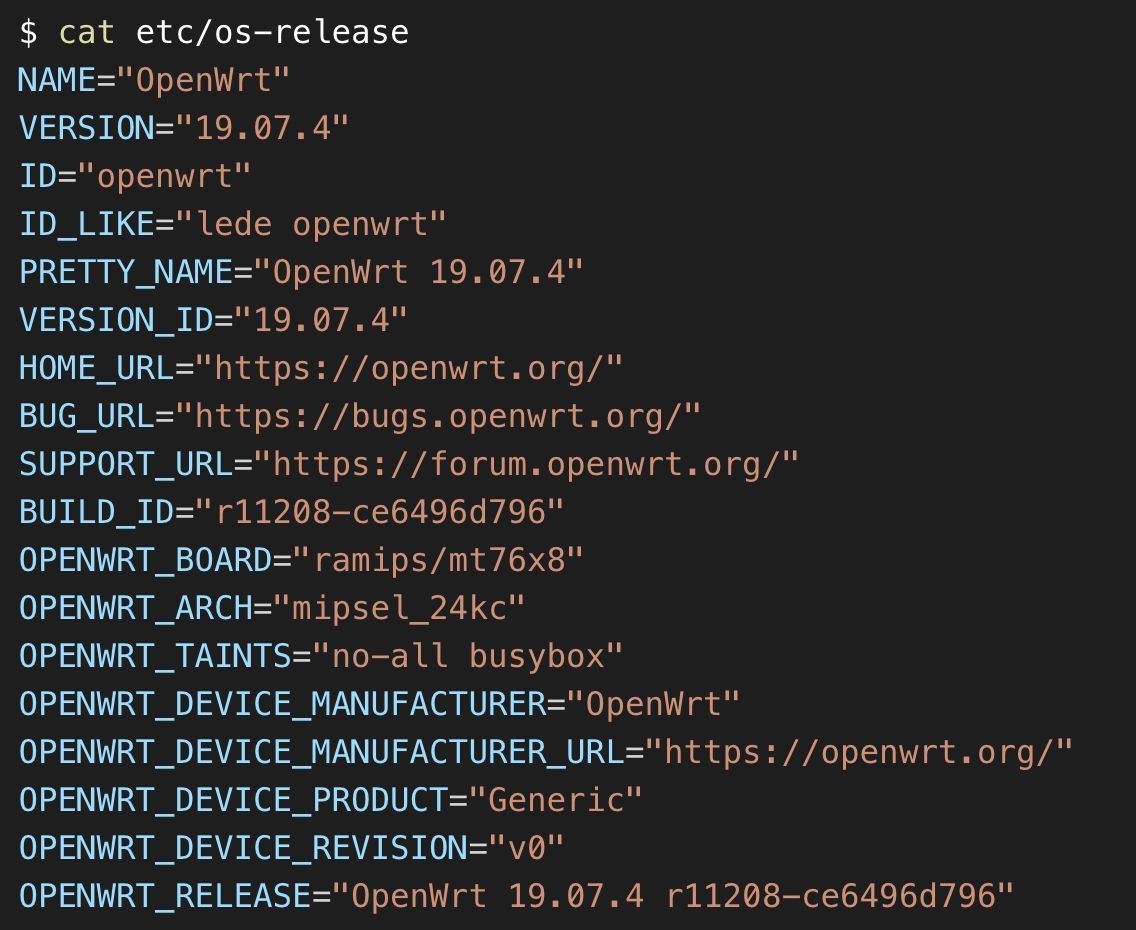 $ cat etc/os-release
NAME="OpenWrt"
VERSION="19.07.4"
ID="openwrt"
ID_LIKE="lede openwrt"
PRETTY_NAME="OpenWrt 19.07.4"
VERSION_ID="19.07.4"
HOME_URL="https://openwrt.org/"
BUG_URL="https://bugs.openwrt.org/"
SUPPORT_URL="https://forum.openwrt.org/"
BUILD_ID="r11208-ce6496d796"
OPENWRT_BOARD="ramips/mt76x8"
OPENWRT_ARCH="mipsel_24kc"
OPENWRT_TAINTS="no-all busybox"
OPENWRT_DEVICE_MANUFACTURER="OpenWrt"
OPENWRT_DEVICE_MANUFACTURER_URL="https://openwrt.org/"
OPENWRT_DEVICE_PRODUCT="Generic"
OPENWRT_DEVICE_REVISION="v0"
OPENWRT_RELEASE="OpenWrt 19.07.4 r11208-ce6496d796"